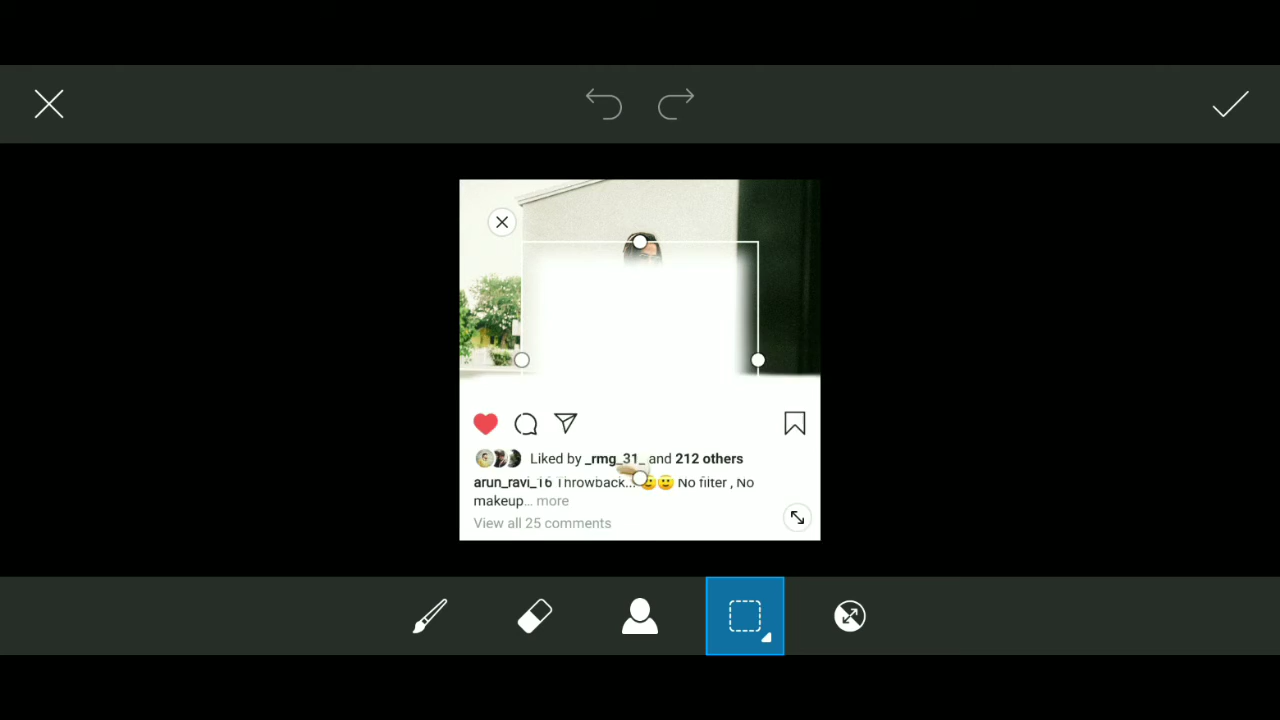 Liked by _rmg_31_ and 212 others
arun_ravi_16 Throwback...🙂🙂 No filter , No
makeup... more
View all 25 comments